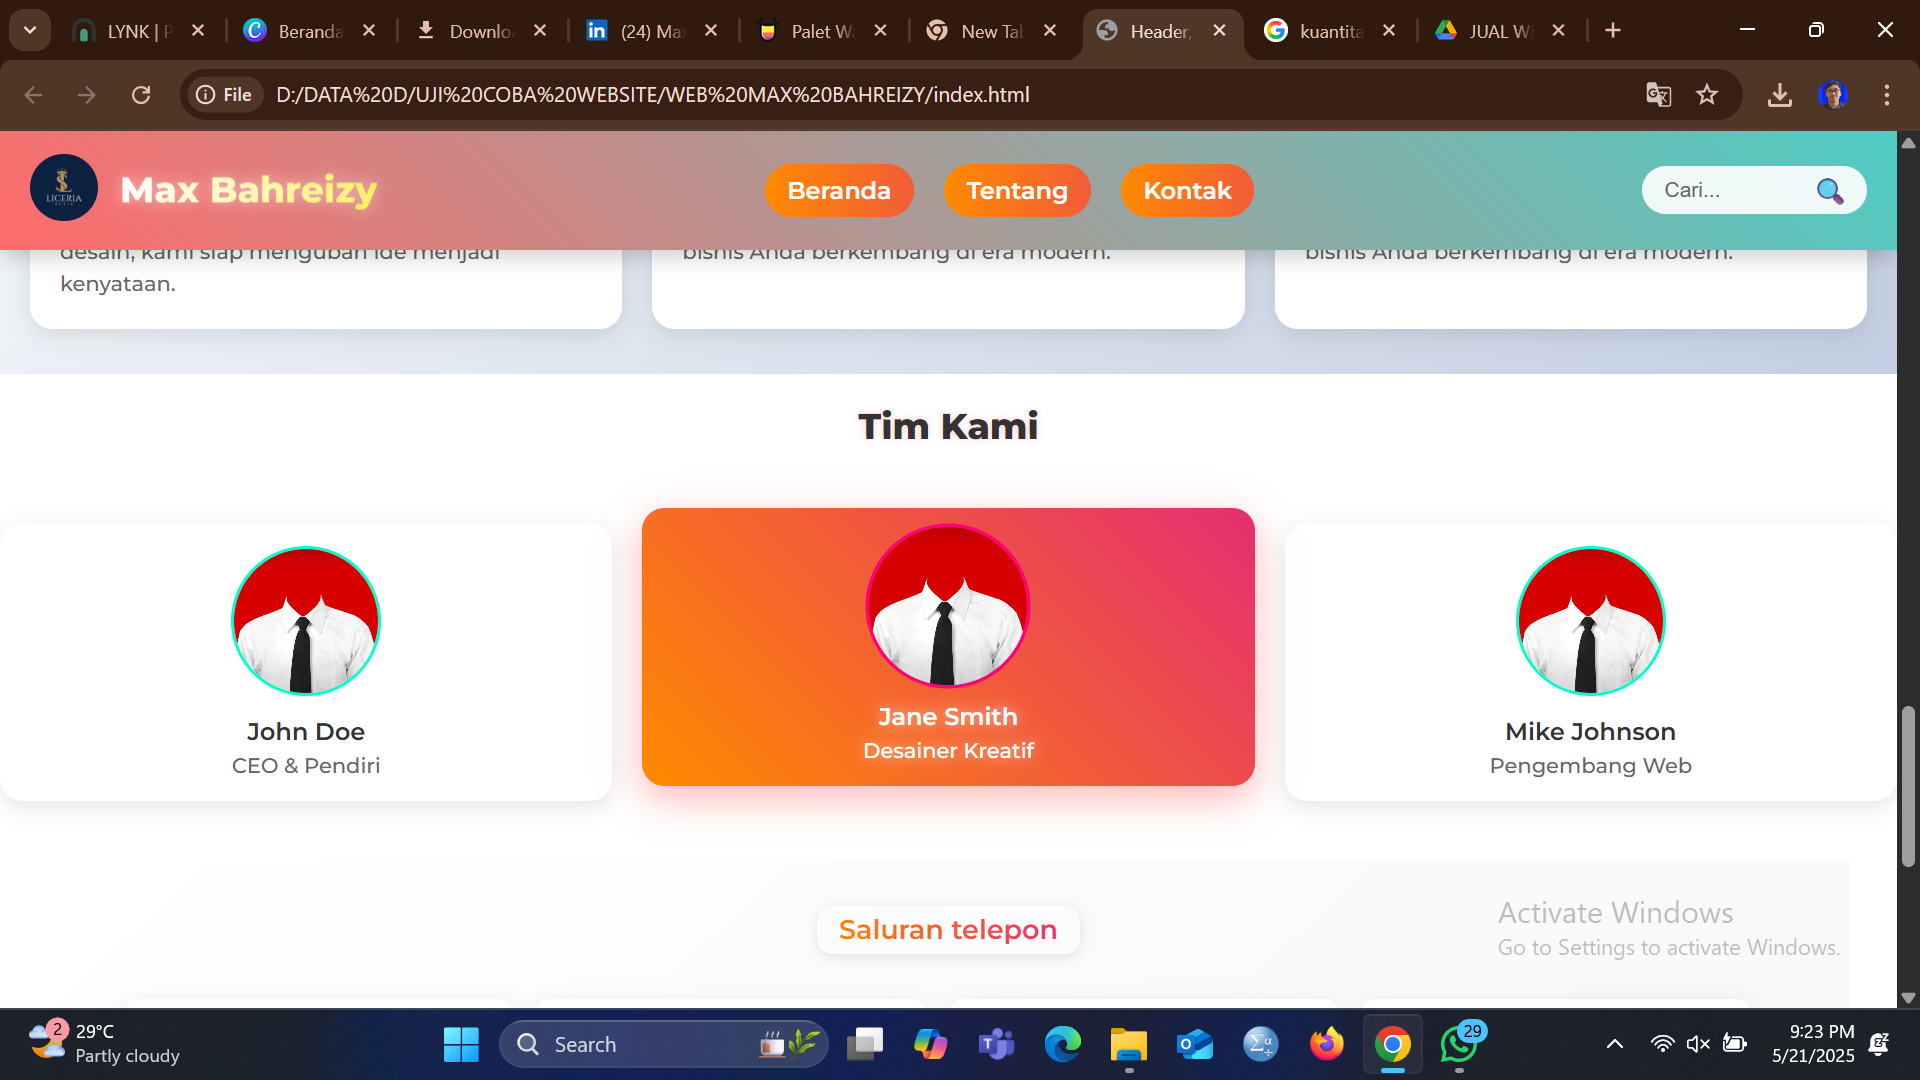 LYNK | P
Beranda
Downlo
(24) Ma
Palet W
New Tab
Header,
kuantita
JUAL W
File
D:/DATA%20D/UJI%20COBA%20WEBSITE/WEB%20MAX%20BAHREIZY/index.html
LICERIA
Max Bahreizy
Beranda
Tentang
Kontak
Cari...
desain, kami siap mengubah ide menjadi
kenyataan.
bisnis Anda berkembang di era modern.
bisnis Anda berkembang di era modern.
Tim Kami
John Doe
CEO & Pendiri
Jane Smith
Desainer Kreatif
Mike Johnson
Pengembang Web
Saluran telepon
Activate Windows
Go to Settings to activate Windows.
2
29°C
Partly cloudy
Search
29
9:23 PM
5/21/2025